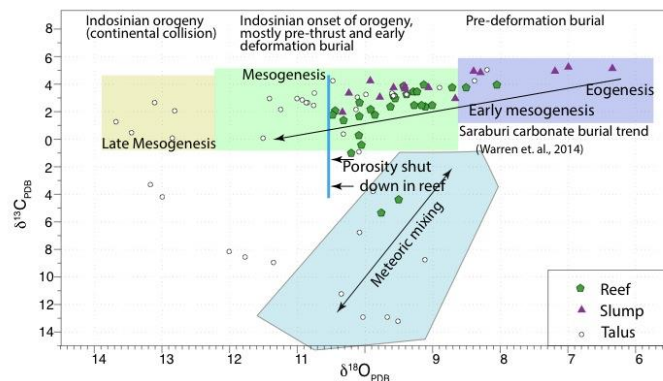 Indosinian orogeny
(continental collision)
Indosinian onset of orogeny,
mostly pre-thrust and early
deformation burial
Pre-deformation burial
Mesogenesis
Eogenesis
Early mesogenesis
Late Mesogenesis
Saraburi carbonate burial trend
(Warren et. al., 2014)
Porosity shut
down in reef
Meteoric mixing
Reef
Slump
Talus
8
6
4
2
0
2
4
6
8
10
12
14
δ13CPDB
14
13
12
11
10
9
8
7
6
δ18OPDB